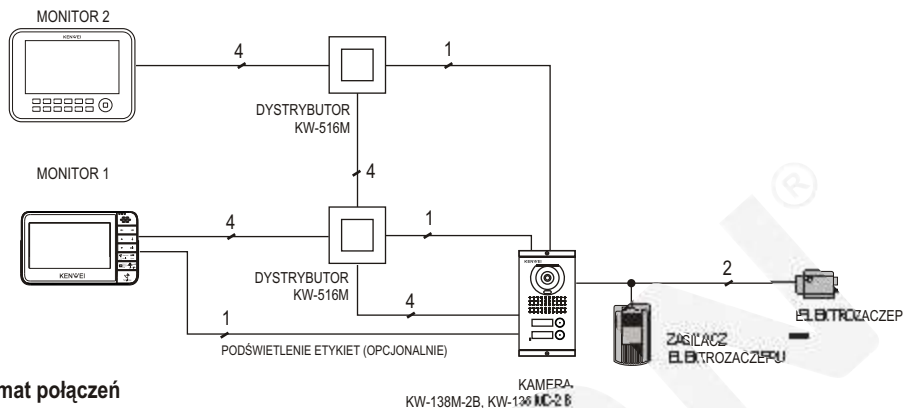 MONITOR 2
KENWEI
4
1
DYSTRYBUTOR
KW-516M
4
MONITOR 1
4
1
KENWEI
DYSTRYBUTOR
KW-516M
KENWEI
2
4
ELEKTROZACZEP
1
PODŚWIETLENIE ETYKIET (OPCJONALNIE)
ZASILACZ
ELEKTROZACZEPU
mat połączeń
KAMERA
KW-138M-2B,
®